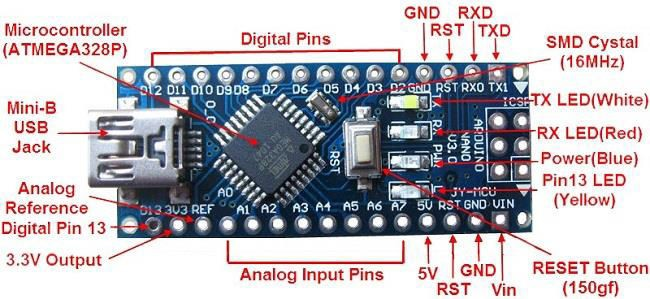 Microcontroller
(ATMEGA328P)
Digital Pins
GND
RST
RXD
TXD
SMD Cystal
(16MHz)
D12 D11 D10 D9 D8 D7 D6 D5 D4 D3 D2 GND RST RX0 TX1
Mini-B
USB
Jack
TX LED(White)
RX LED(Red)
Power(Blue)
Pin13 LED
(Yellow)
RST
RX
PWR
L
ICSP
ARDUINO
NANO
V3.0
JY-MCU
Analog
Reference
Digital Pin 13
3.3V Output
D13 3V3 REF A0 A1 A2 A3 A4 A5 A6 A7 5V RST GND VIN
Analog Input Pins
5V
RST
GND
Vin
RESET Button
(150gf)